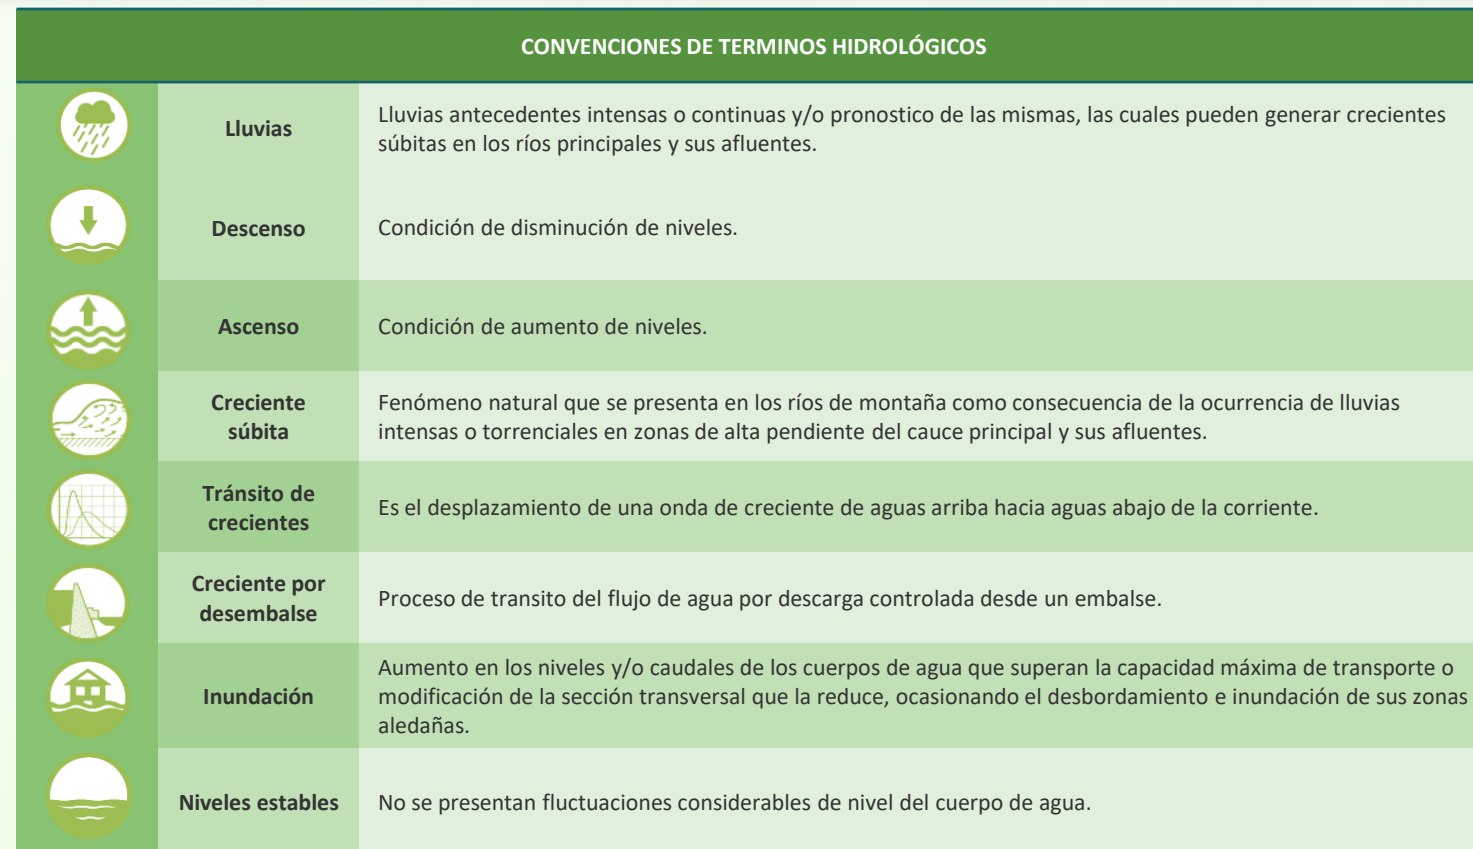 CONVENCIONES DE TERMINOS HIDROLÓGICOS
Lluvias
Lluvias antecedentes intensas o continuas y/o pronostico de las mismas, las cuales pueden generar crecientes
súbitas en los ríos principales y sus afluentes.
Descenso
Condición de disminución de niveles.
Ascenso
Condición de aumento de niveles.
Creciente
súbita
Fenómeno natural que se presenta en los ríos de montaña como consecuencia de la ocurrencia de lluvias
intensas o torrenciales en zonas de alta pendiente del cauce principal y sus afluentes.
Tránsito de
crecientes
Es el desplazamiento de una onda de creciente de aguas arriba hacia aguas abajo de la corriente.
Creciente por
desembalse
Proceso de transito del flujo de agua por descarga controlada desde un embalse.
Inundación
Aumento en los niveles y/o caudales de los cuerpos de agua que superan la capacidad máxima de transporte o
modificación de la sección transversal que la reduce, ocasionando el desbordamiento e inundación de sus zonas
aledañas.
Niveles estables
No se presentan fluctuaciones considerables de nivel del cuerpo de agua.